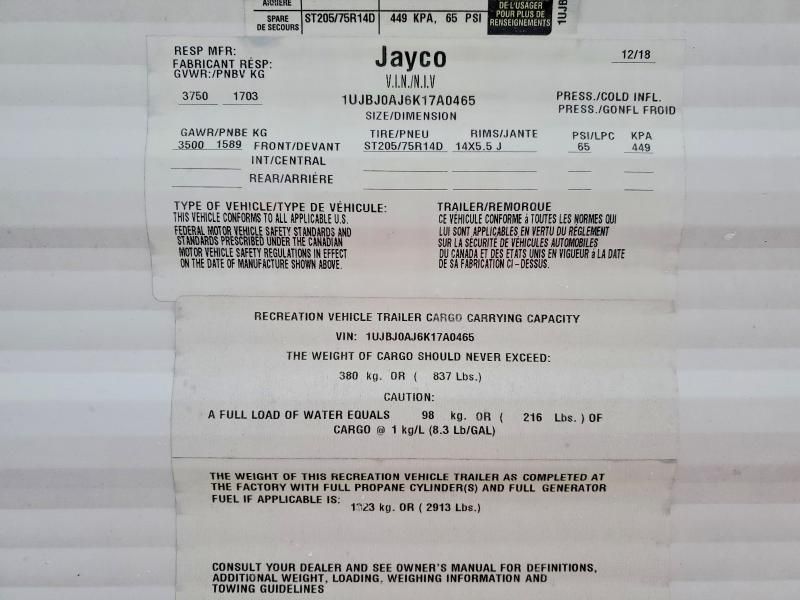 ARRIÈRE
SPARE DE SECOURS ST205/75R14D 449 KPA, 65 PSI
DE L'USAGER
POUR PLUS DE
RENSEIGNEMENTS
1UJB
RESP MFR: Jayco 12/18
FABRICANT RÉSP:
GVWR:/PNBV KG V.I.N./N.I.V
3750 1703 1UJBJ0AJ6K17A0465 PRESS./COLD INFL.
SIZE/DIMENSION PRESS./GONFL FROID
GAWR/PNBE KG TIRE/PNEU RIMS/JANTE PSI/LPC KPA
3500 1589 FRONT/DEVANT ST205/75R14D 14X5.5 J 65 449
INT/CENTRAL
REAR/ARRIÈRE
TYPE OF VEHICLE/TYPE DE VÉHICULE: TRAILER/REMORQUE
THIS VEHICLE CONFORMS TO ALL APPLICABLE U.S.
FEDERAL MOTOR VEHICLE SAFETY STANDARDS AND
STANDARDS PRESCRIBED UNDER THE CANADIAN
MOTOR VEHICLE SAFETY REGULATIONS IN EFFECT
ON THE DATE OF MANUFACTURE SHOWN ABOVE.
CE VÉHICULE CONFORME à TOUTES LES NORMES QUI
LUI SONT APPLICABLES EN VERTU DU RÉGLEMENT
SUR LA SÉCURITÉ DE VEHICULES AUTOMOBILES
DU CANADA ET DES ETATS UNIS EN VIGUEUR à LA DATE
DE SA FABRICATION CI-DESSUS.
RECREATION VEHICLE TRAILER CARGO CARRYING CAPACITY
VIN: 1UJBJ0AJ6K17A0465
THE WEIGHT OF CARGO SHOULD NEVER EXCEED:
380 kg. OR ( 837 Lbs.)
CAUTION:
A FULL LOAD OF WATER EQUALS 98 kg. OR ( 216 Lbs. ) OF
CARGO @ 1 kg/L (8.3 Lb/GAL)
THE WEIGHT OF THIS RECREATION VEHICLE TRAILER AS COMPLETED AT
THE FACTORY WITH FULL PROPANE CYLINDER(S) AND FULL GENERATOR
FUEL IF APPLICABLE IS:
1323 kg. OR ( 2913 Lbs.)
CONSULT YOUR DEALER AND SEE OWNER'S MANUAL FOR DEFINITIONS,
ADDITIONAL WEIGHT, LOADING, WEIGHING INFORMATION AND
TOWING GUIDELINES